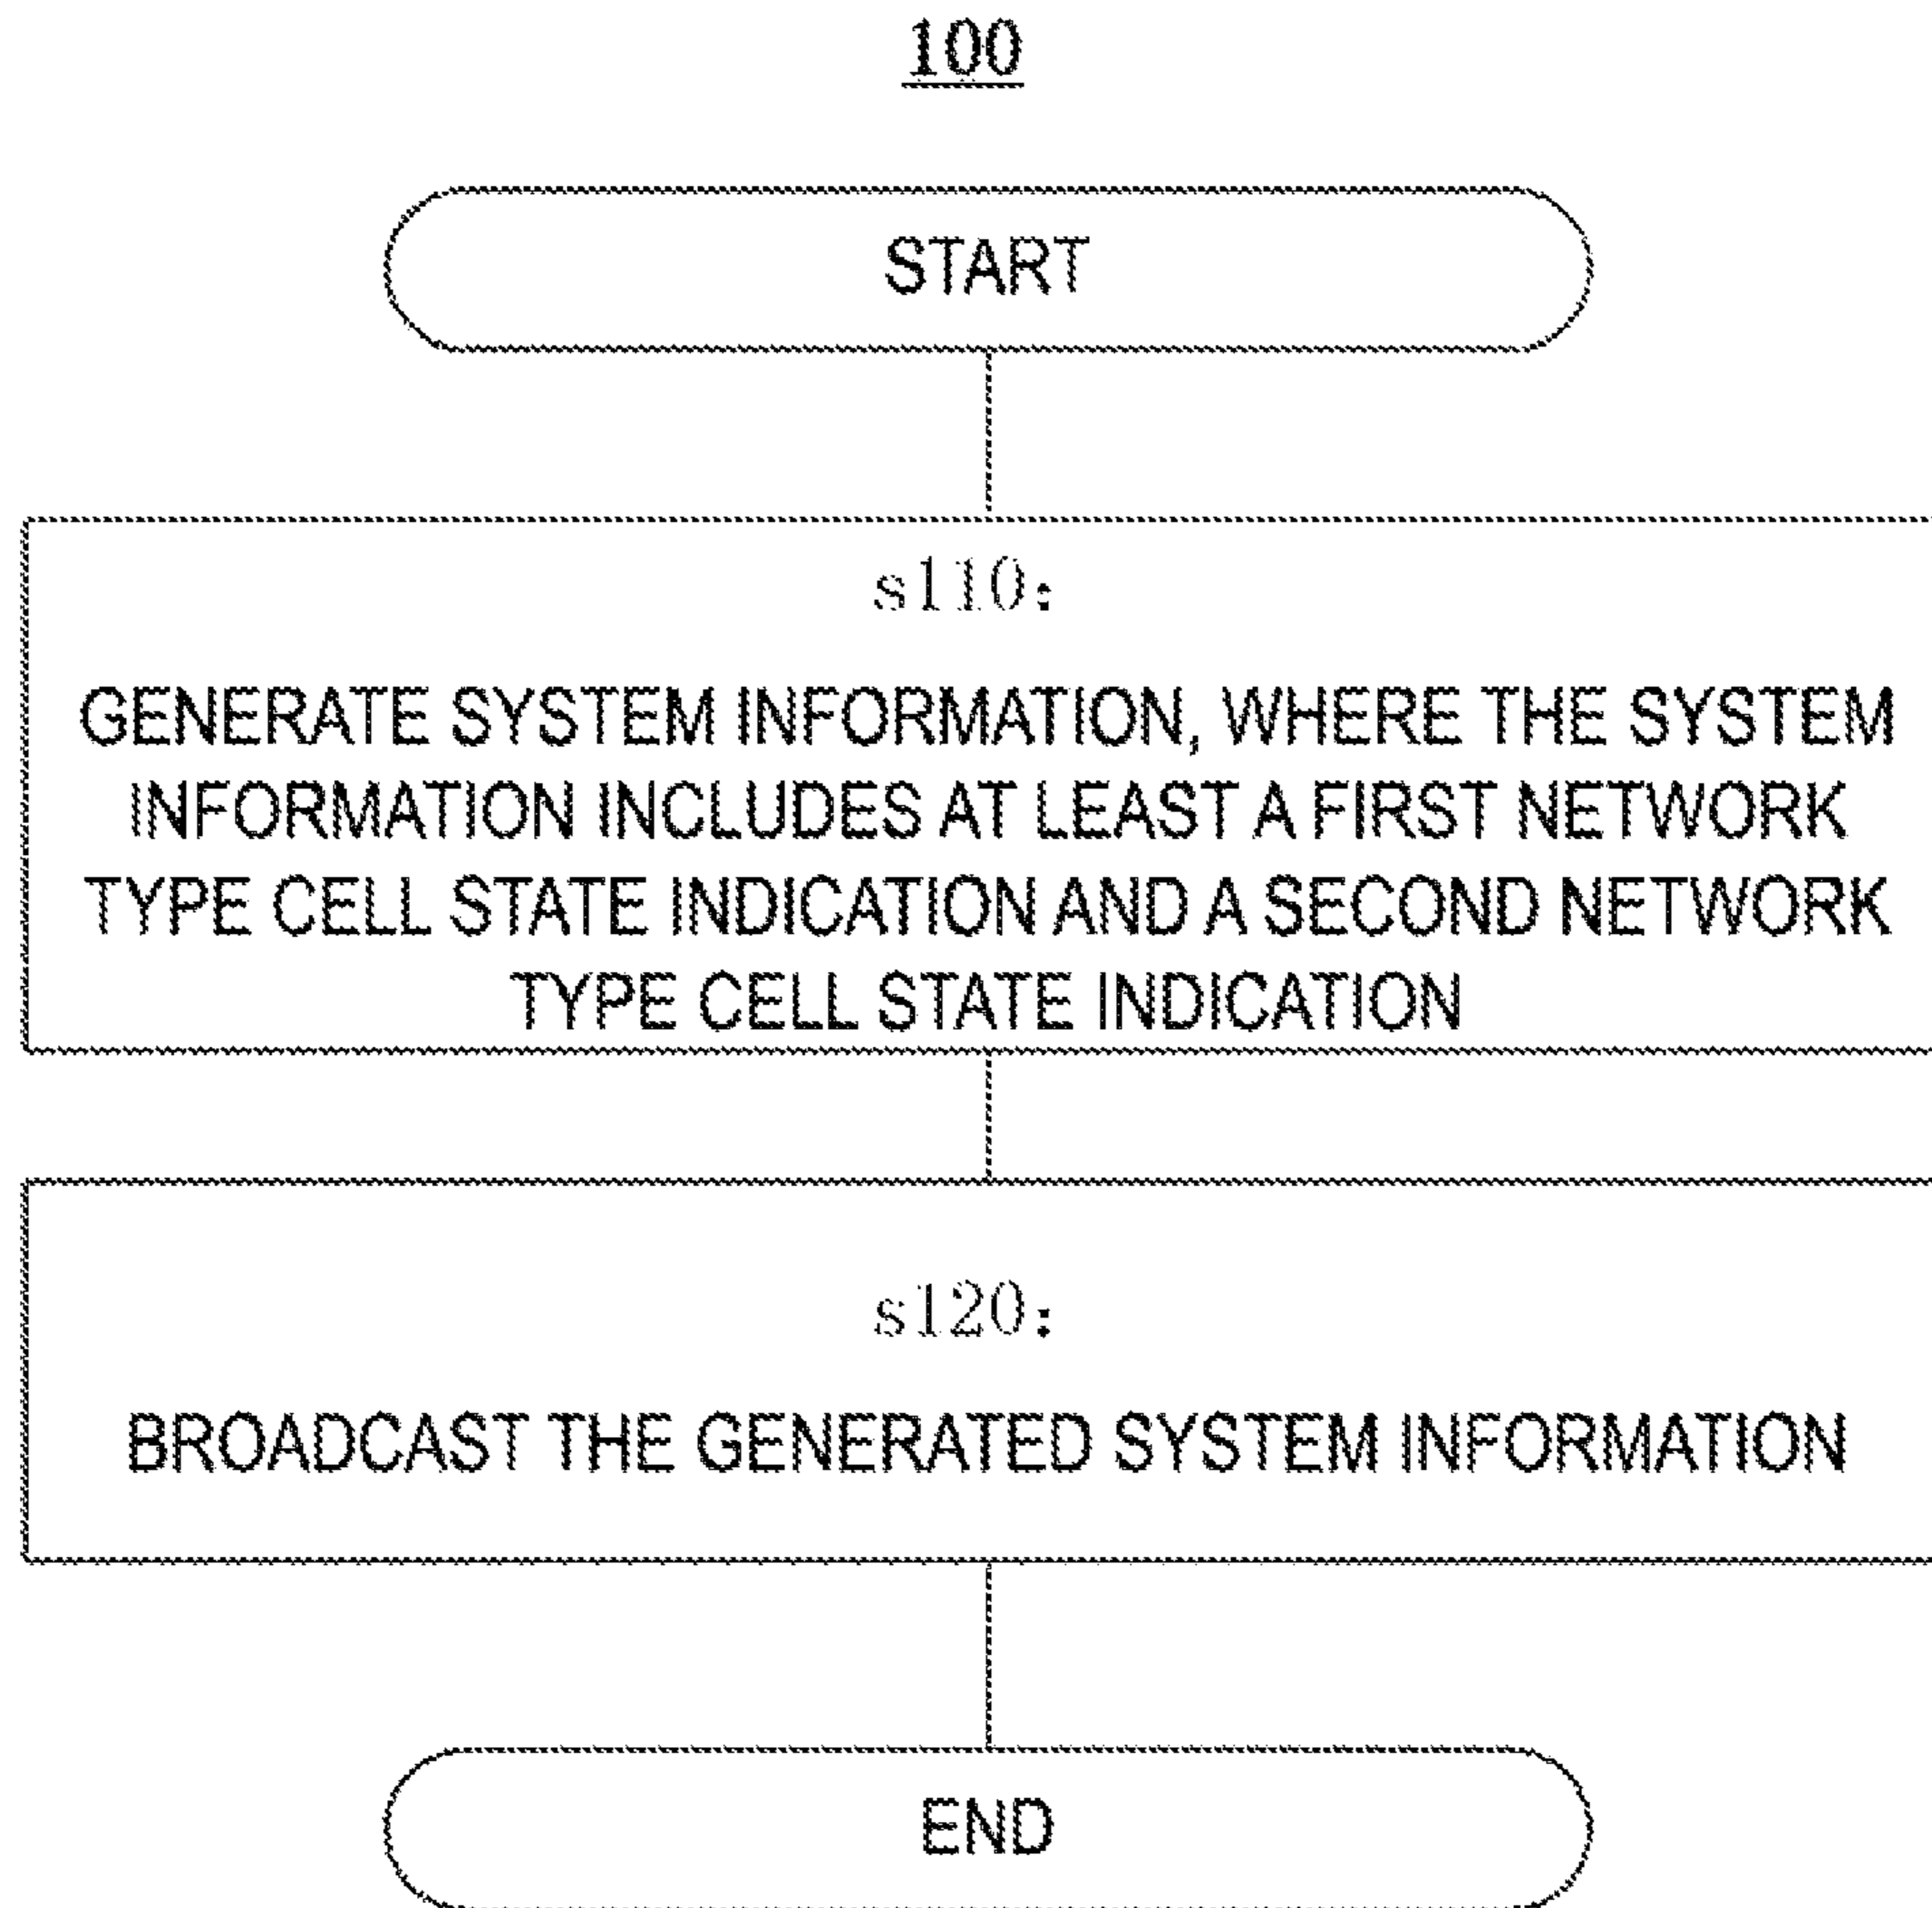 100
START
s110:
GENERATE SYSTEM INFORMATION, WHERE THE SYSTEM
INFORMATION INCLUDES AT LEAST A FIRST NETWORK
TYPE CELL STATE INDICATION AND A SECOND NETWORK
TYPE CELL STATE INDICATION
s120:
BROADCAST THE GENERATED SYSTEM INFORMATION
END